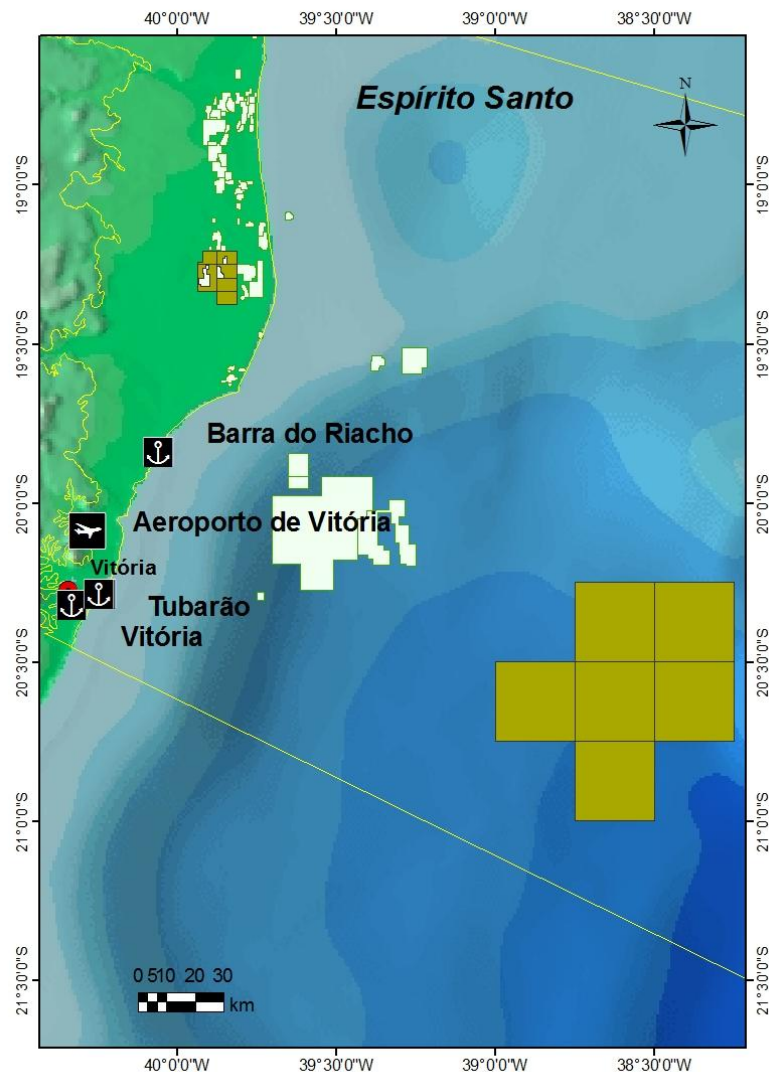 40°0'0"W 39°30'0"W 39°0'0"W 38°30'0"W
Espírito Santo
N
19°0'0"S 19°0'0"S
19°30'0"S 19°30'0"S
Barra do Riacho
20°0'0"S 20°0'0"S
Aeroporto de Vitória
Vitória
Tubarão
Vitória
20°30'0"S 20°30'0"S
21°0'0"S 21°0'0"S
21°30'0"S 21°30'0"S
0 510 20 30
km
40°0'0"W 39°30'0"W 39°0'0"W 38°30'0"W